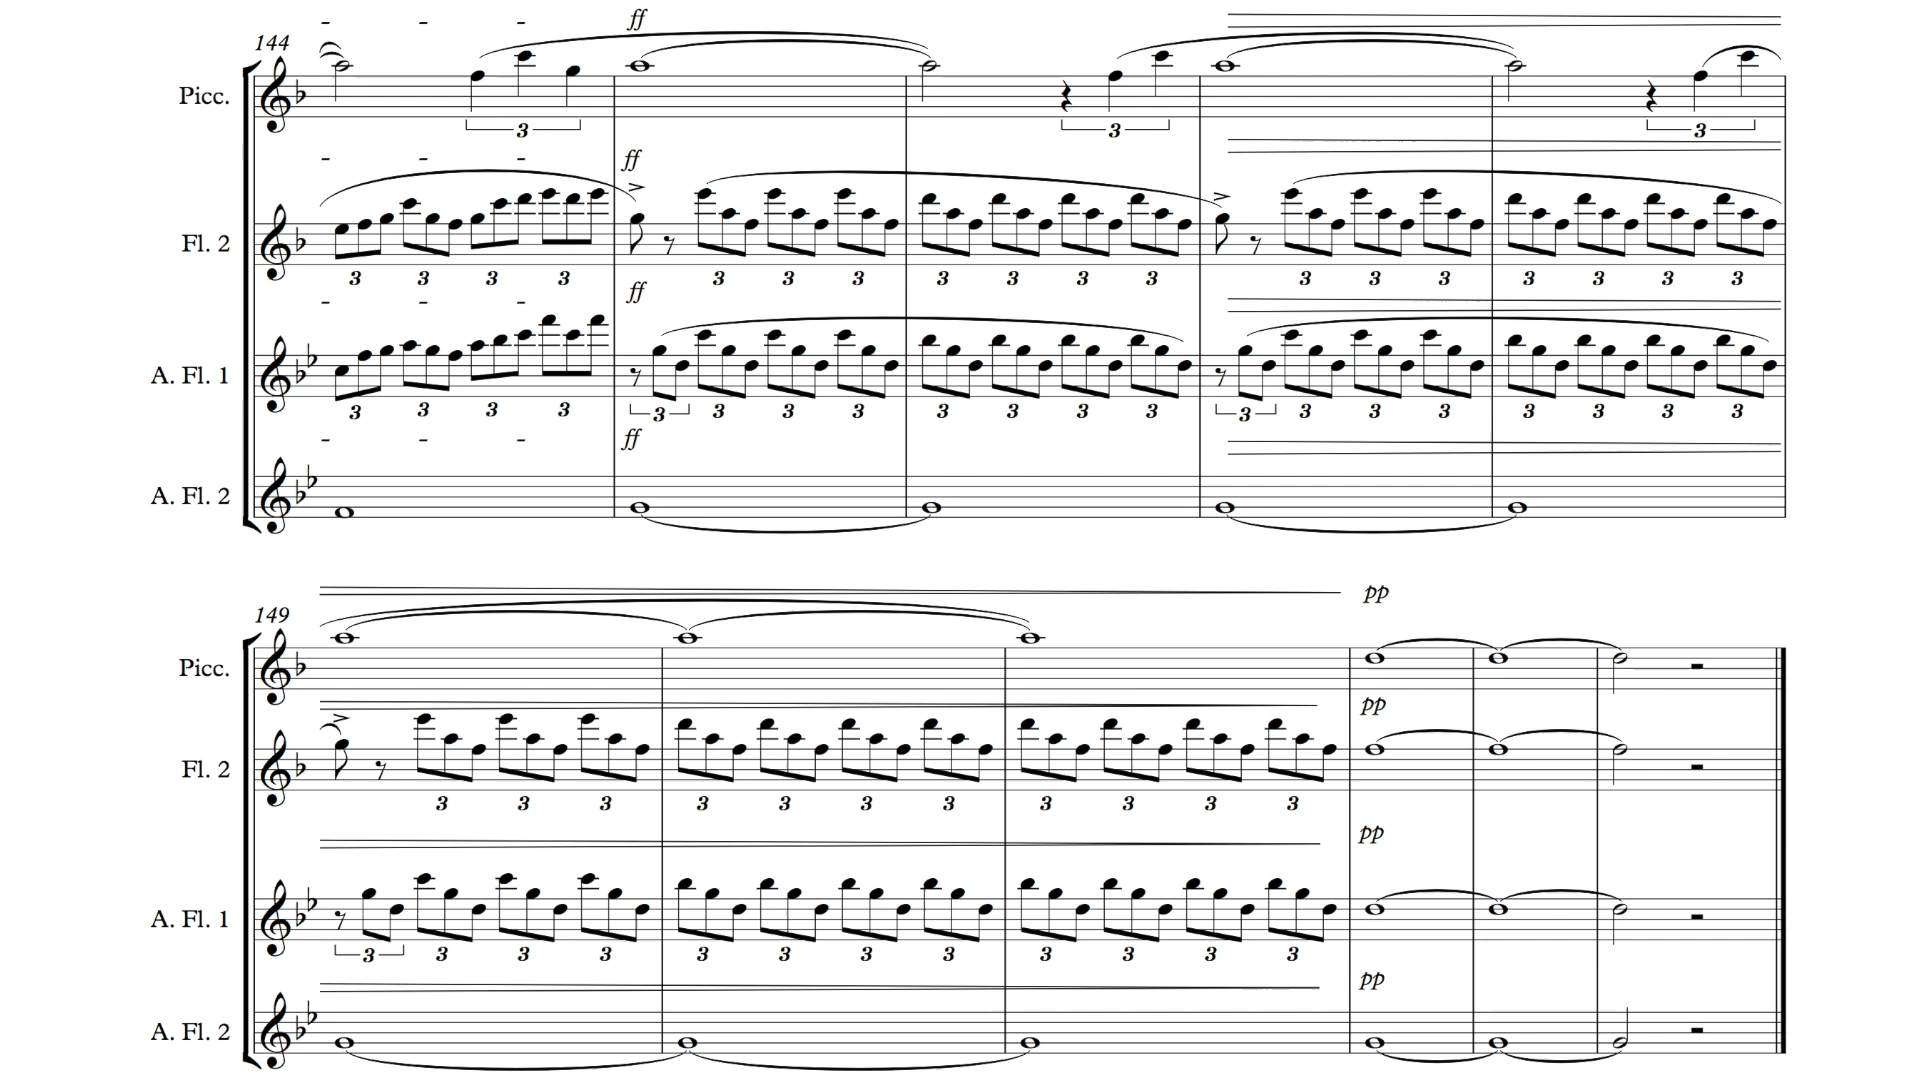 - - - ff
144
Picc.
3 3 3
- - - ff
Fl. 2
3 3 3 3 3 3 3 3 3 3 3 3 3 3 3 3 3 3
- - - ff
A. Fl. 1
3 3 3 3 3 3 3 3 3 3 3 3 3 3 3 3 3 3 3 3
- - - ff
A. Fl. 2
149
pp
Picc.
pp
Fl. 2
3 3 3 3 3 3 3 3 3 3 3
pp
A. Fl. 1
3 3 3 3 3 3 3 3 3 3 3 3
pp
A. Fl. 2